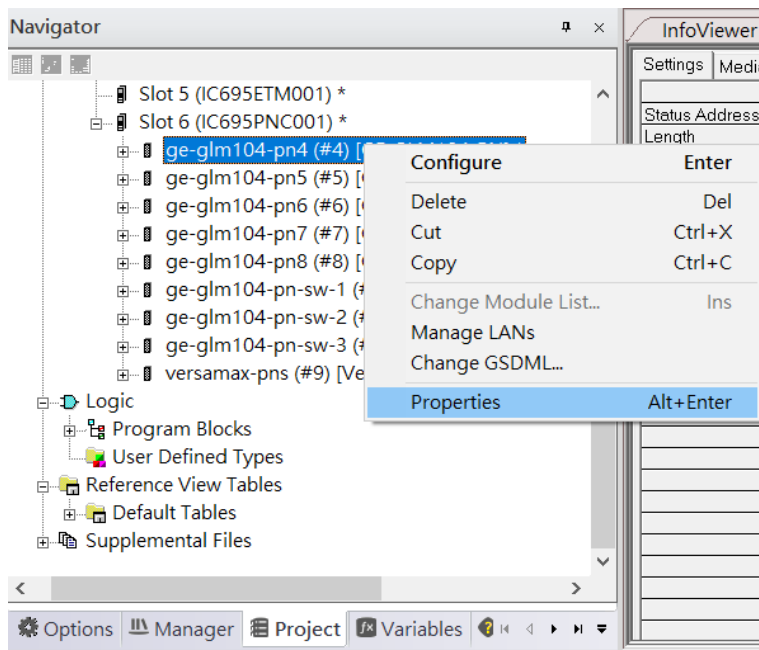 Navigator
InfoViewer
Settings Medi
Slot 5 (IC695ETM001) *
Slot 6 (IC695PNC001) *
Status Address
Length
ge-glm104-pn4 (#4) [
ge-glm104-pn5 (#5) [
ge-glm104-pn6 (#6) [
ge-glm104-pn7 (#7) [
ge-glm104-pn8 (#8) [
ge-glm104-pn-sw-1 (
ge-glm104-pn-sw-2 (
ge-glm104-pn-sw-3 (
versamax-pns (#9) [Ve
Configure Enter
Delete Del
Cut Ctrl+X
Copy Ctrl+C
Change Module List... Ins
Manage LANs
Change GSDML...
Properties Alt+Enter
Logic
Program Blocks
User Defined Types
Reference View Tables
Default Tables
Supplemental Files
Options Manager Project Variables